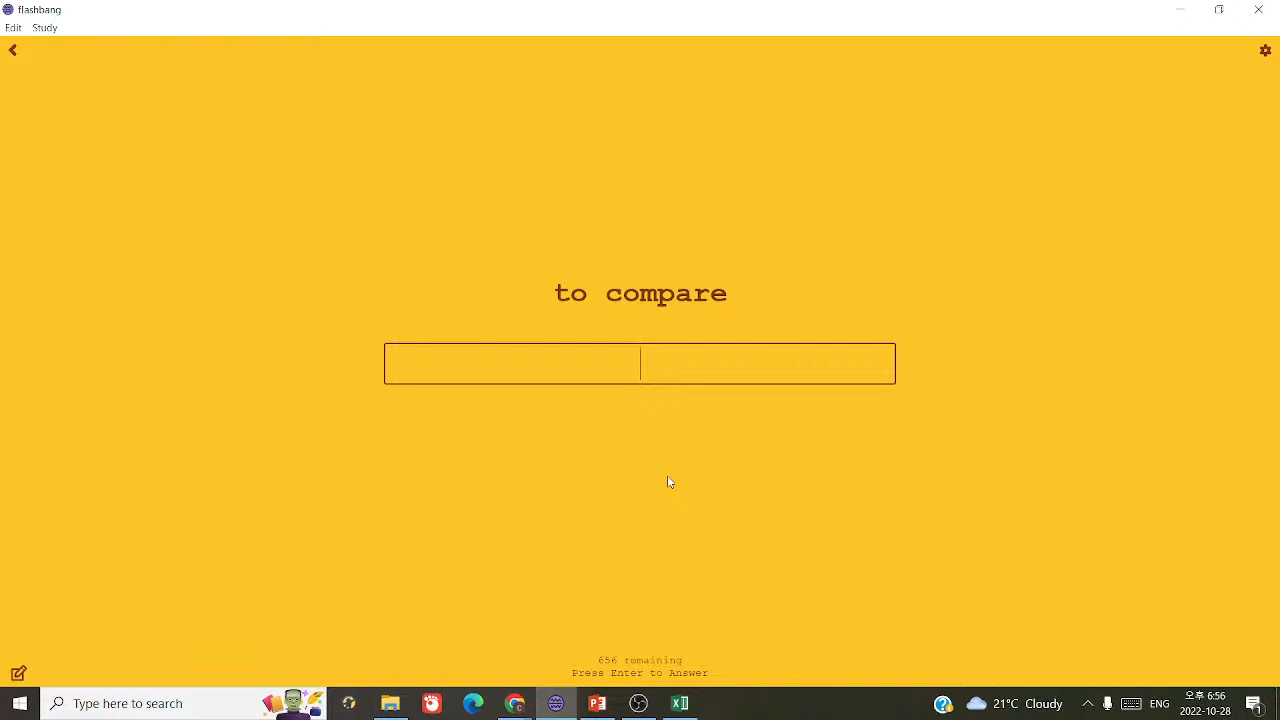 flashbang
Edit Study
to compare
656 remaining
Press Enter to Answer
Type here to search
21°C Cloudy
ENG
오후 6:56
2022-10-28
1